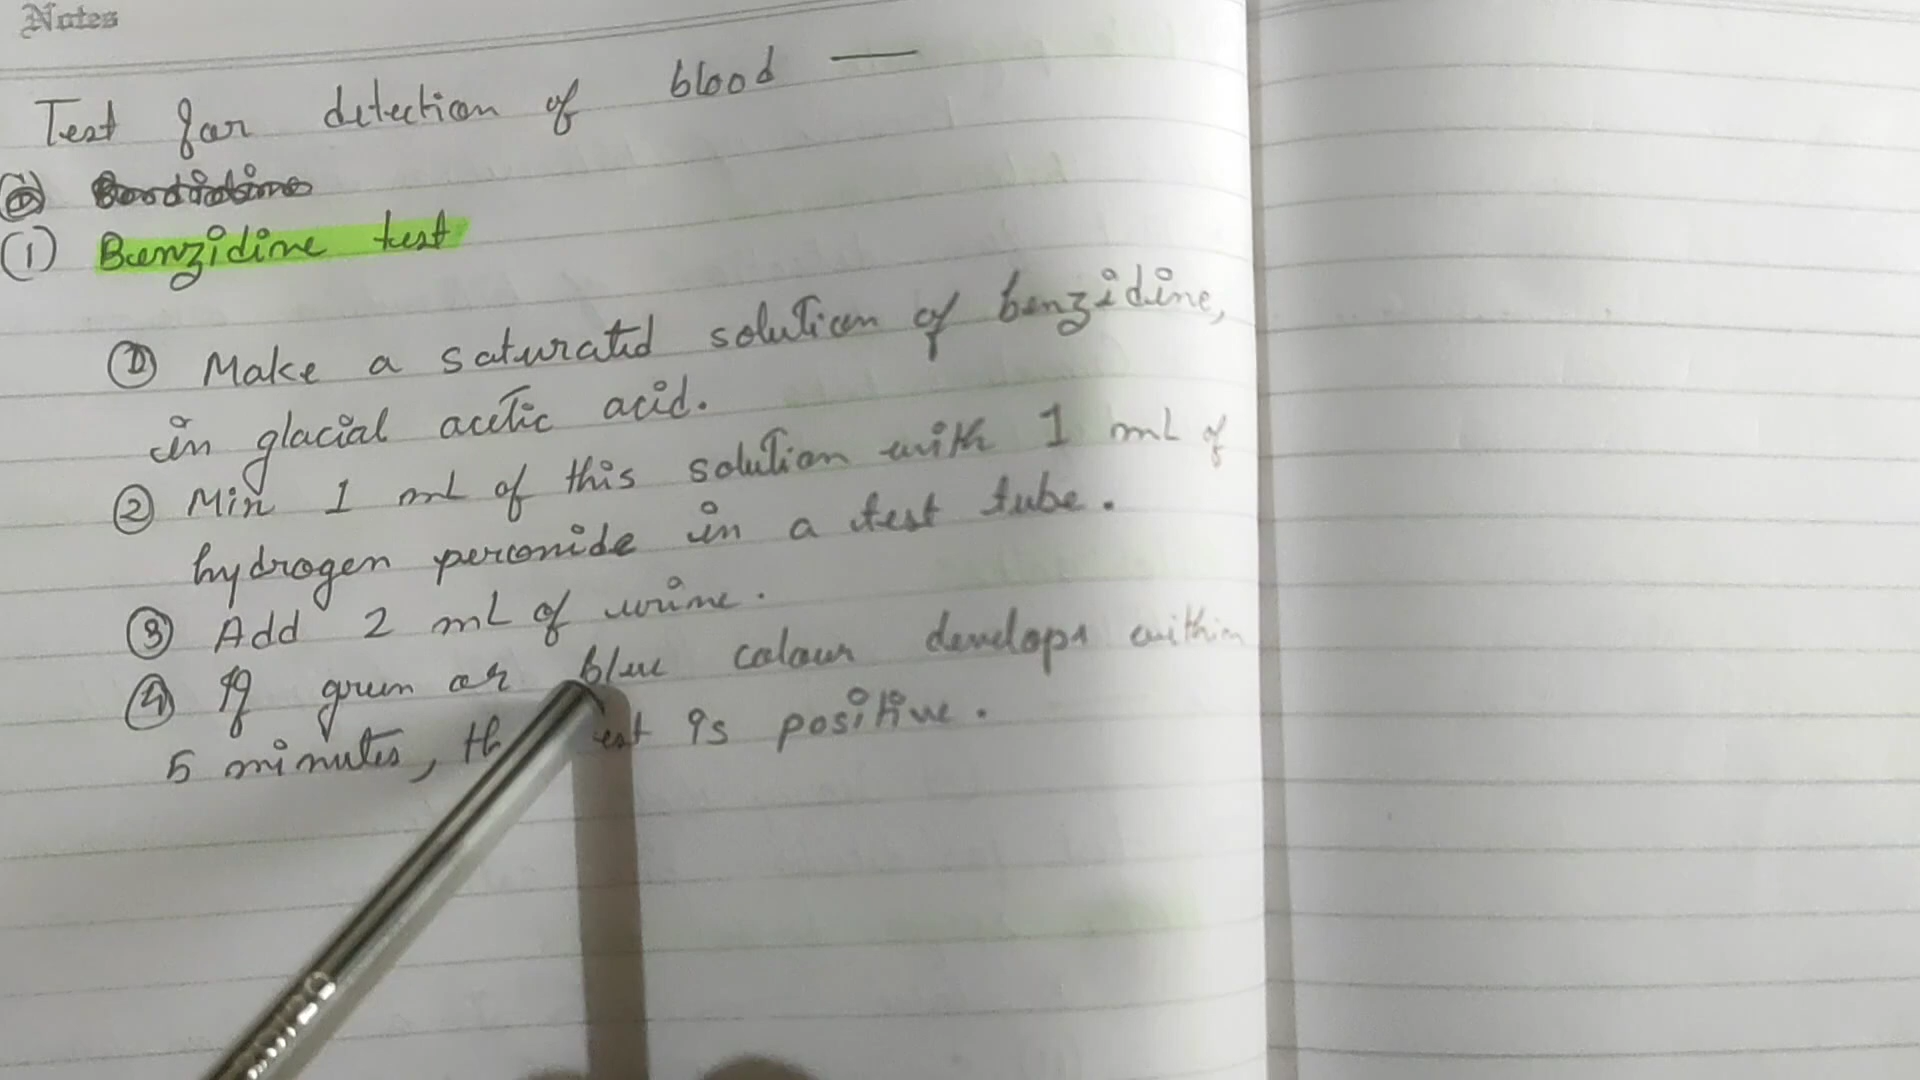 Notes
Test for detection of blood —
(1) Benzidine test
① Make a saturated solution of benzidine,
in glacial acetic acid.
② Mix 1 mL of this solution with 1 mL of
hydrogen peroxide in a test tube.
③ Add 2 mL of urine.
④ If green or blue colour develops within
5 minutes, th est is positive.